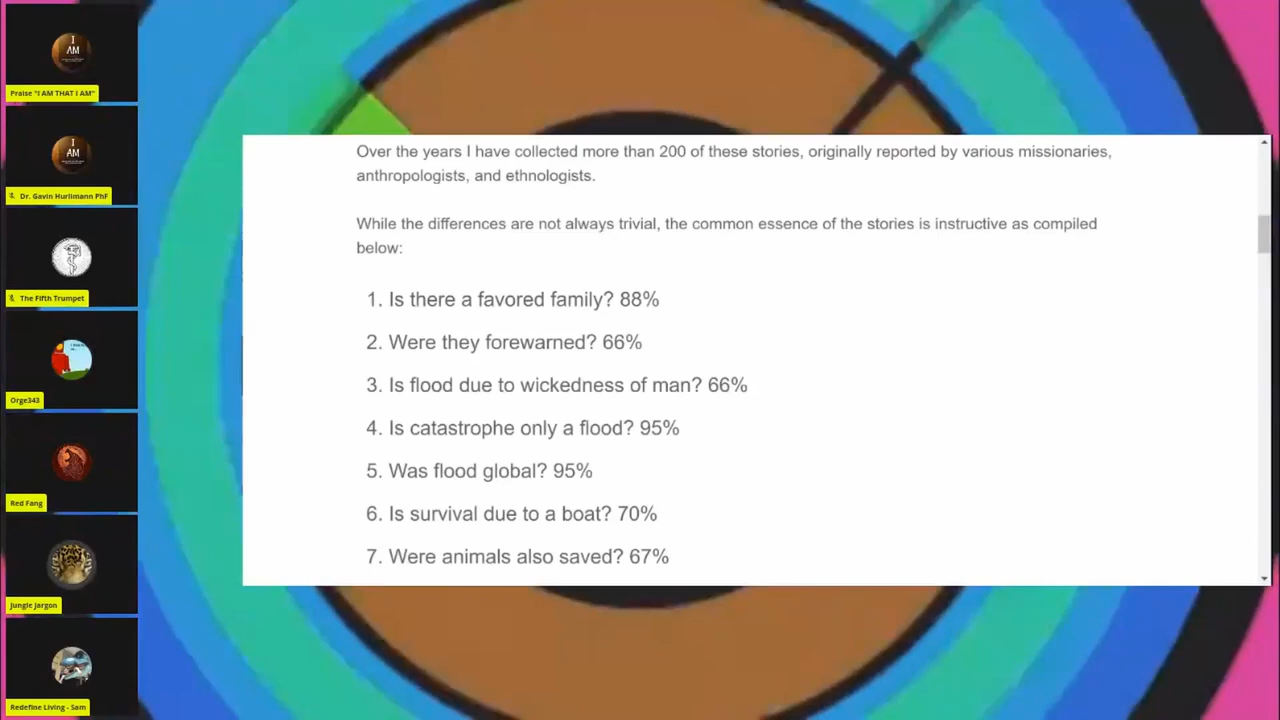 I
AM
Praise "I AM THAT I AM"
I
AM
Dr. Gavin Hurlimann PhF
The Fifth Trumpet
Orge343
Red Fang
Jungle Jargon
Redefine Living - Sam
Over the years I have collected more than 200 of these stories, originally reported by various missionaries,
anthropologists, and ethnologists.
While the differences are not always trivial, the common essence of the stories is instructive as compiled
below:
1. Is there a favored family? 88%
2. Were they forewarned? 66%
3. Is flood due to wickedness of man? 66%
4. Is catastrophe only a flood? 95%
5. Was flood global? 95%
6. Is survival due to a boat? 70%
7. Were animals also saved? 67%